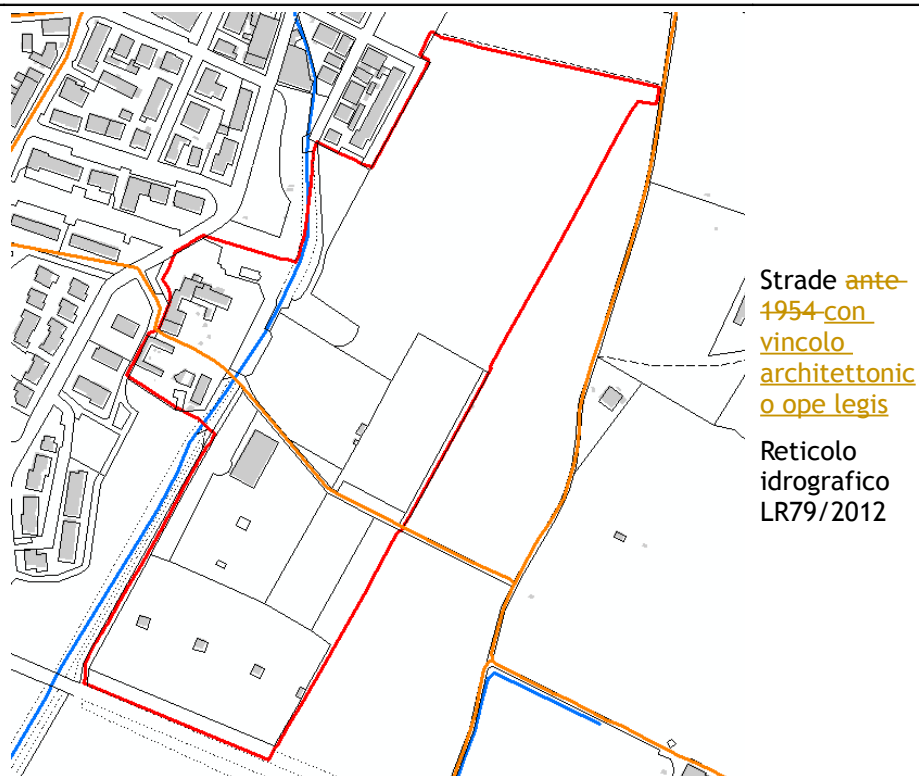 Strade ante
1954 con
vincolo
architettonic
o ope legis
Reticolo
idrografico
LR79/2012